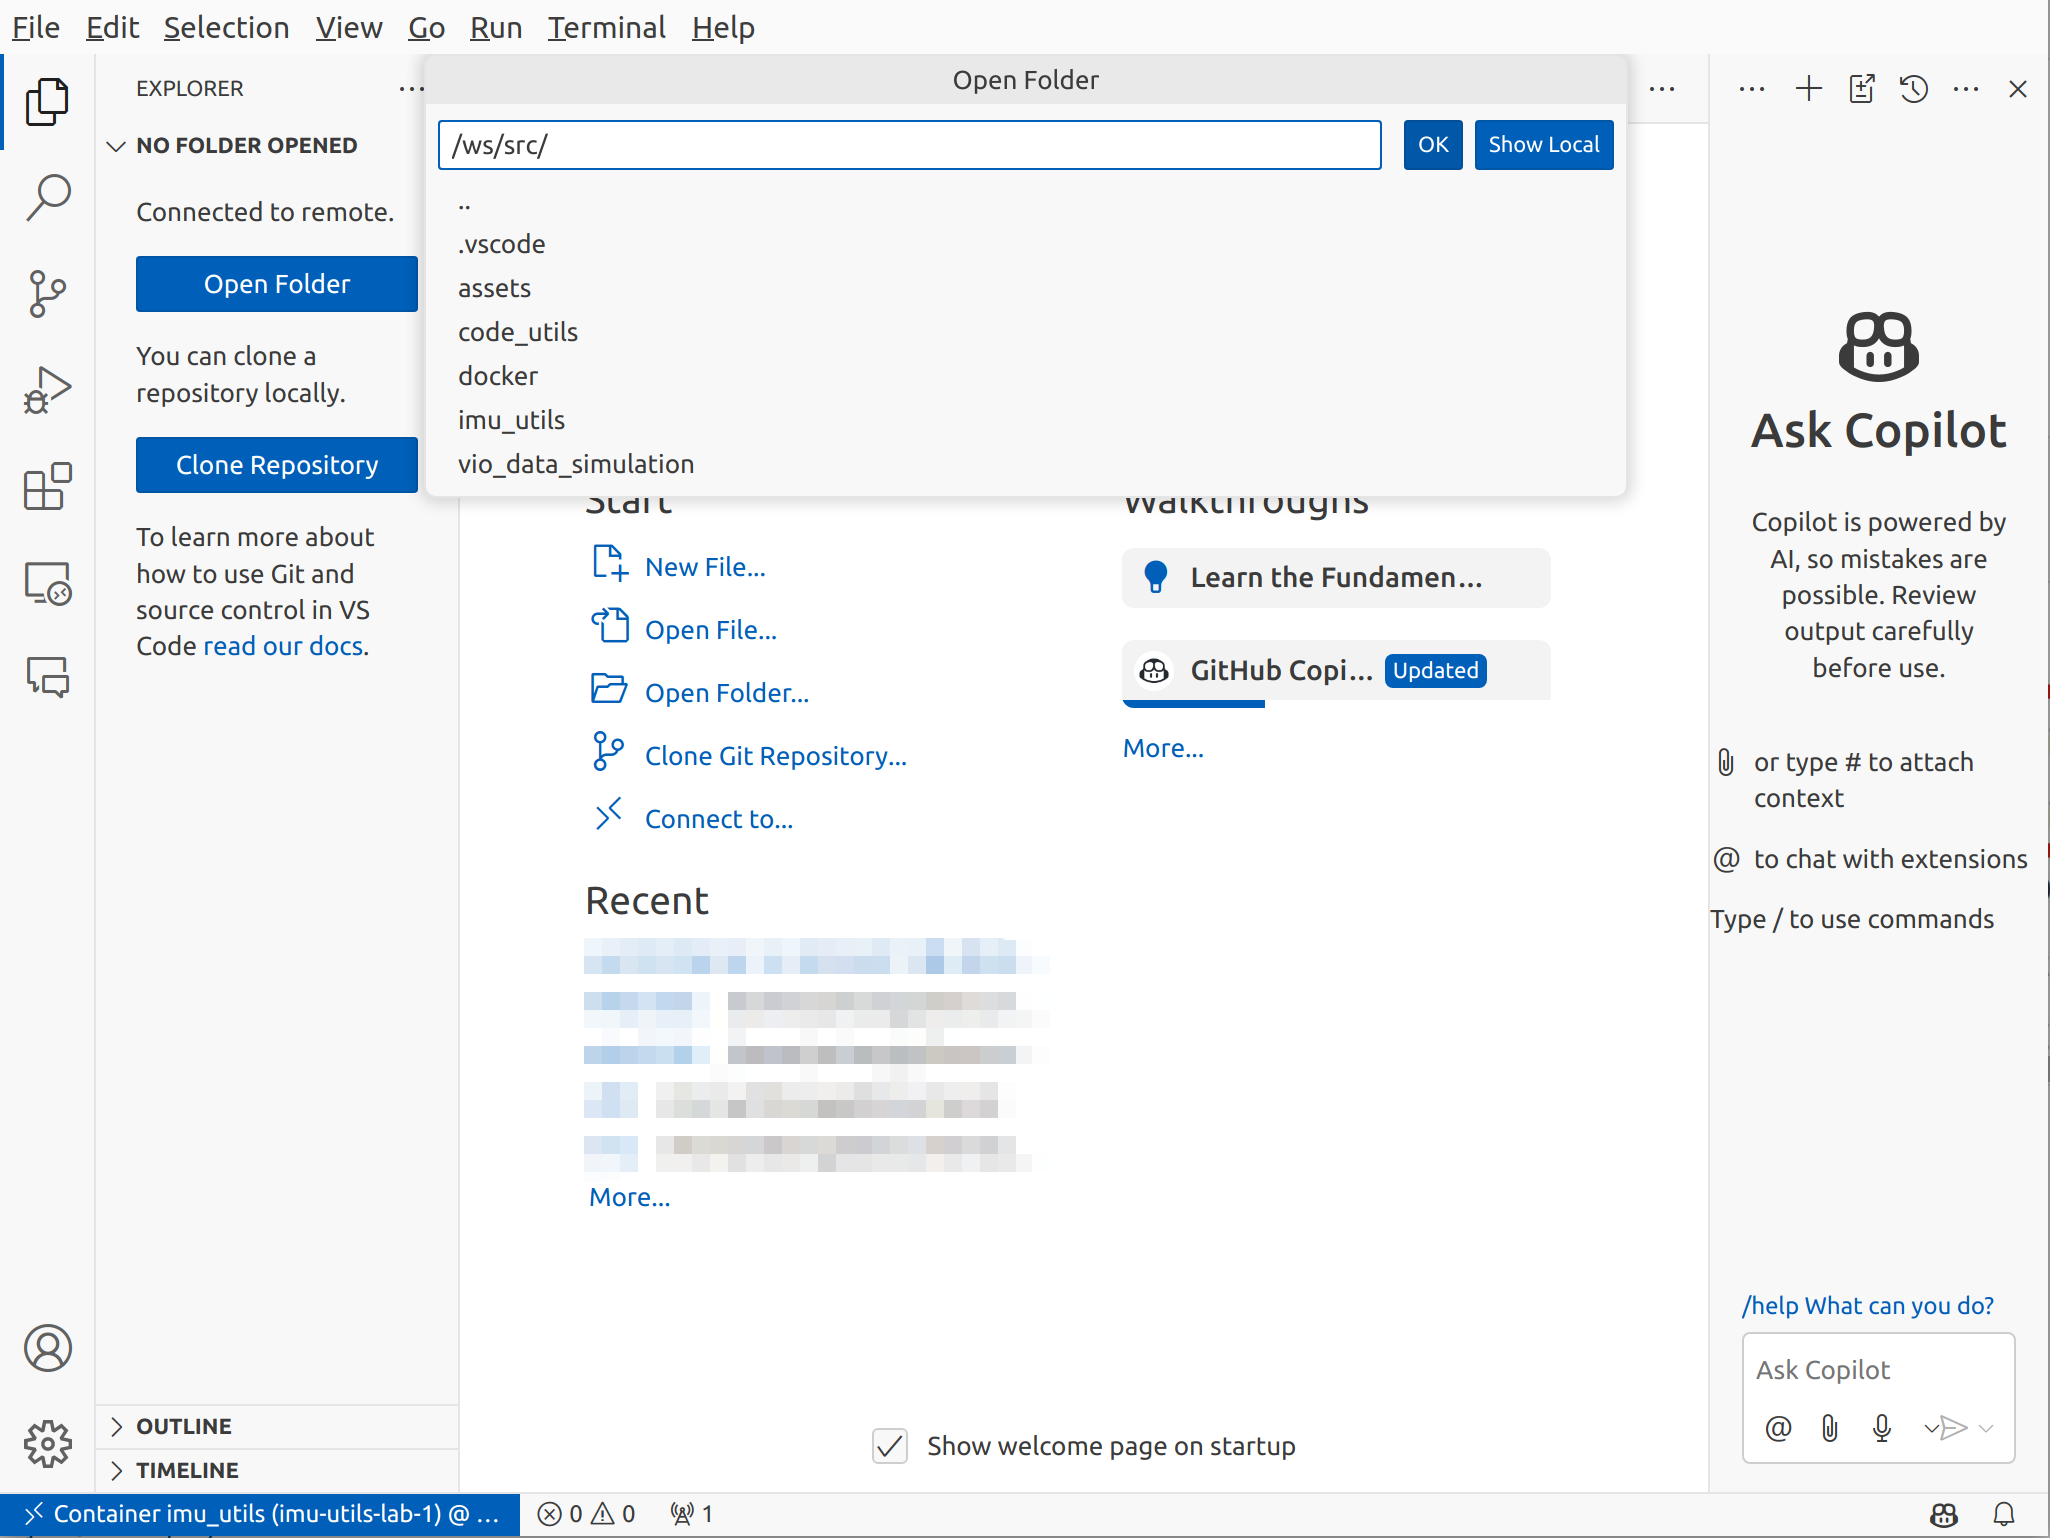 File Edit Selection View Go Run Terminal Help
EXPLORER
NO FOLDER OPENED
Connected to remote.
Open Folder
You can clone a
repository locally.
Clone Repository
To learn more about
how to use Git and
source control in VS
Code read our docs.
OUTLINE
TIMELINE
Open Folder
/ws/src/
OK
Show Local
..
.vscode
assets
code_utils
docker
imu_utils
vio_data_simulation
Start
New File...
Open File...
Open Folder...
Clone Git Repository...
Connect to...
Recent
More...
Walkthroughs
Learn the Fundamen...
GitHub Copi... Updated
More...
Show welcome page on startup
Ask Copilot
Copilot is powered by
AI, so mistakes are
possible. Review
output carefully
before use.
or type # to attach
context
@ to chat with extensions
Type / to use commands
/help What can you do?
Ask Copilot
@
Container imu_utils (imu-utils-lab-1) @ ... 0 0 1